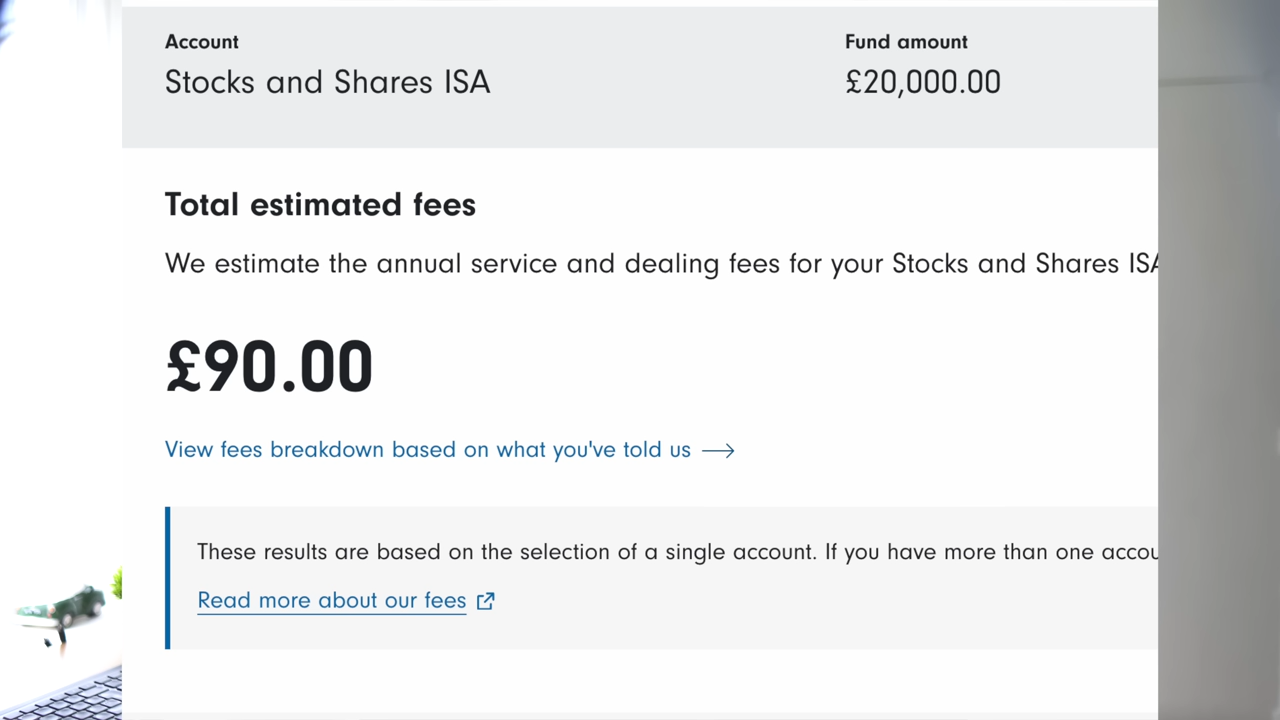 Account
Stocks and Shares ISA
Fund amount
£20,000.00
Total estimated fees
We estimate the annual service and dealing fees for your Stocks and Shares ISA
£90.00
View fees breakdown based on what you've told us
These results are based on the selection of a single account. If you have more than one accou
Read more about our fees